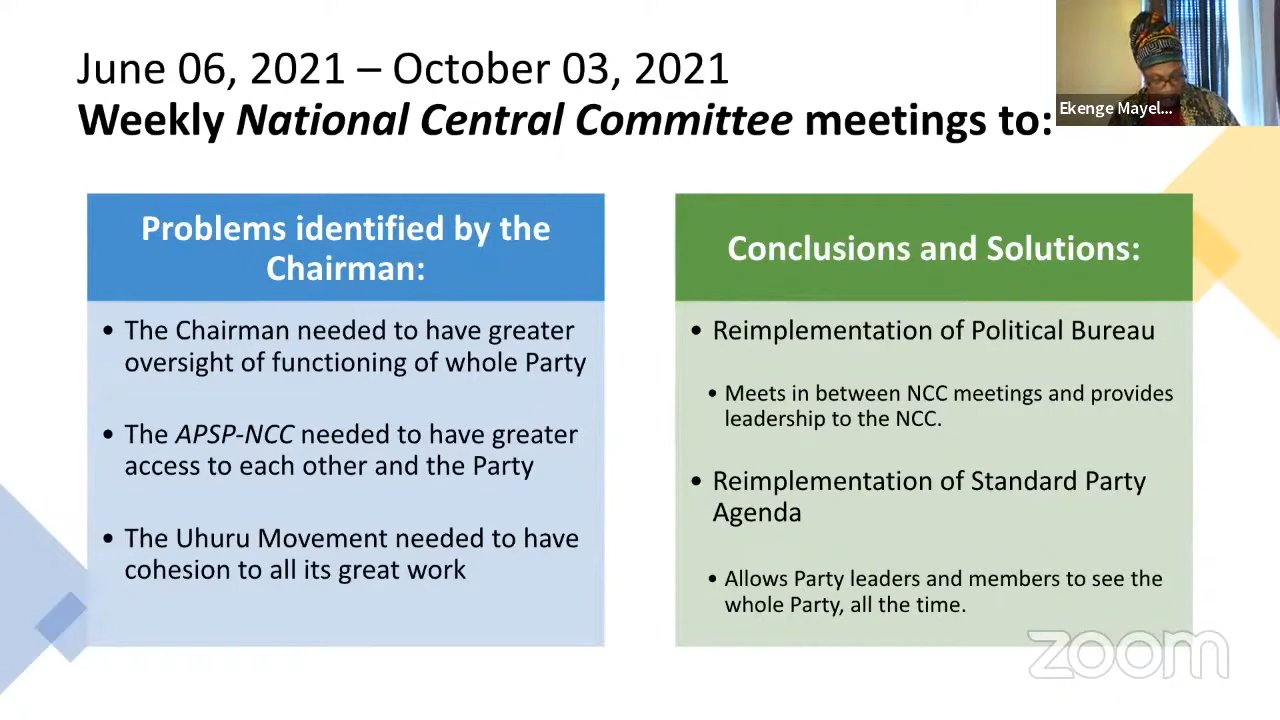 June 06, 2021 – October 03, 2021
Weekly National Central Committee meetings to:
Ekenge Mayel...
Problems identified by the
Chairman:
• The Chairman needed to have greater
oversight of functioning of whole Party
• The APSP-NCC needed to have greater
access to each other and the Party
• The Uhuru Movement needed to have
cohesion to all its great work
Conclusions and Solutions:
• Reimplementation of Political Bureau
• Meets in between NCC meetings and provides
leadership to the NCC.
• Reimplementation of Standard Party
Agenda
• Allows Party leaders and members to see the
whole Party, all the time.
zoom